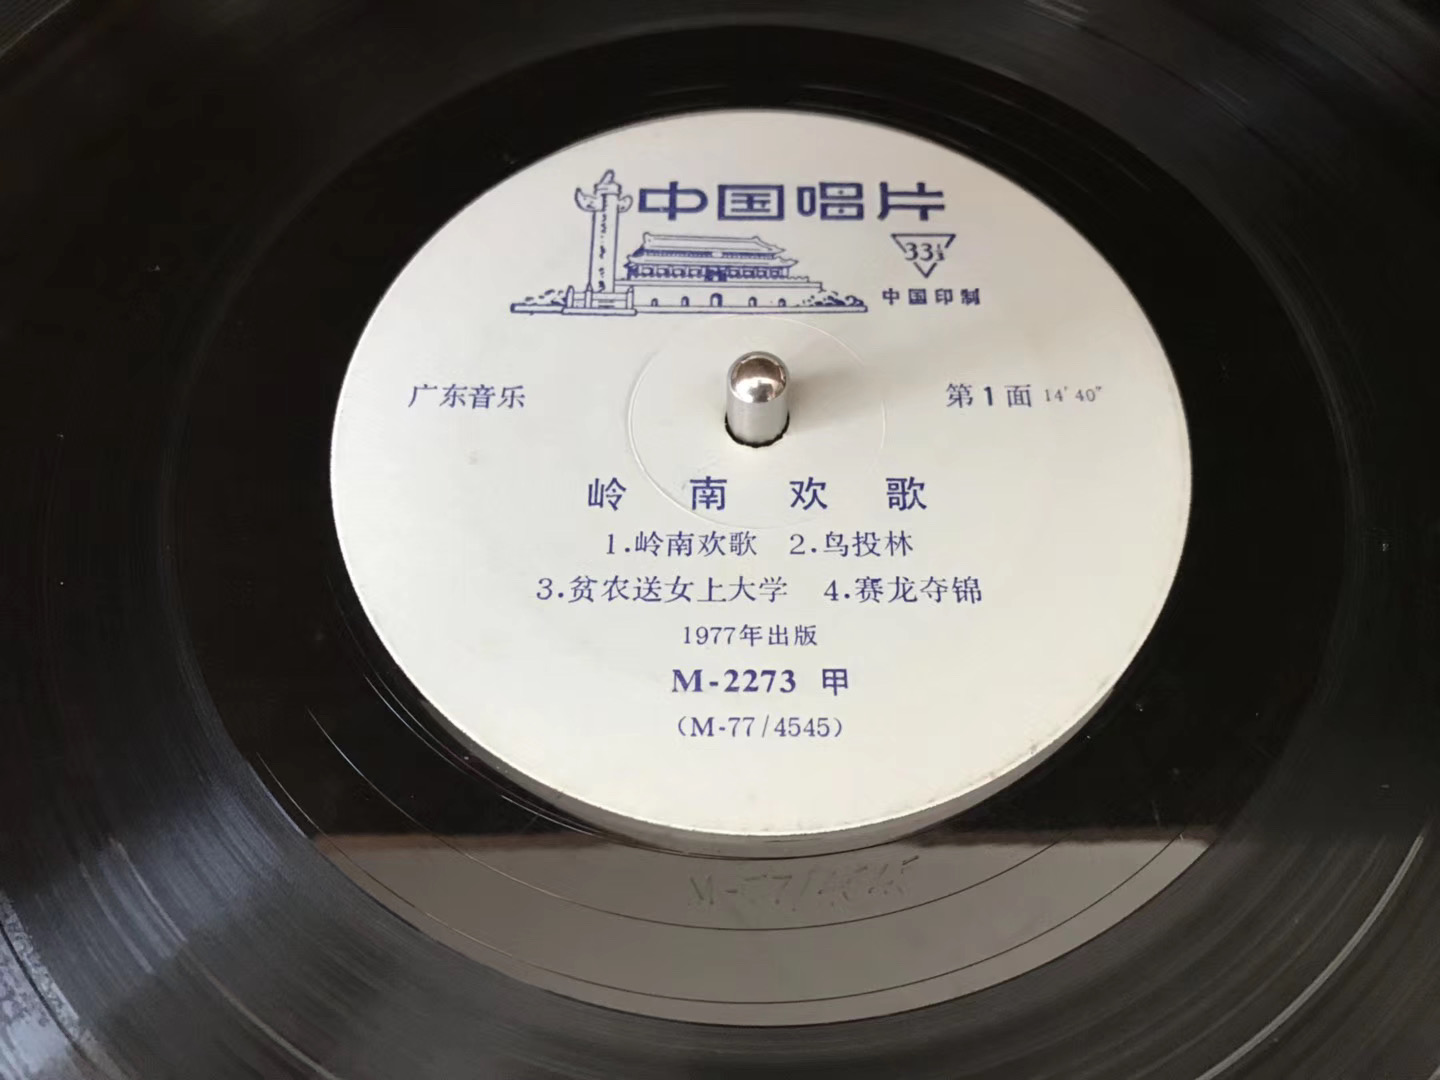 中国唱片
33⅓
中国印制
广东音乐
第1面 14′40″
岭南欢歌
1.岭南欢歌 2.鸟投林
3.贫农送女上大学 4.赛龙夺锦
1977年出版
M-2273 甲
(M-77/4545)
M-77/4545